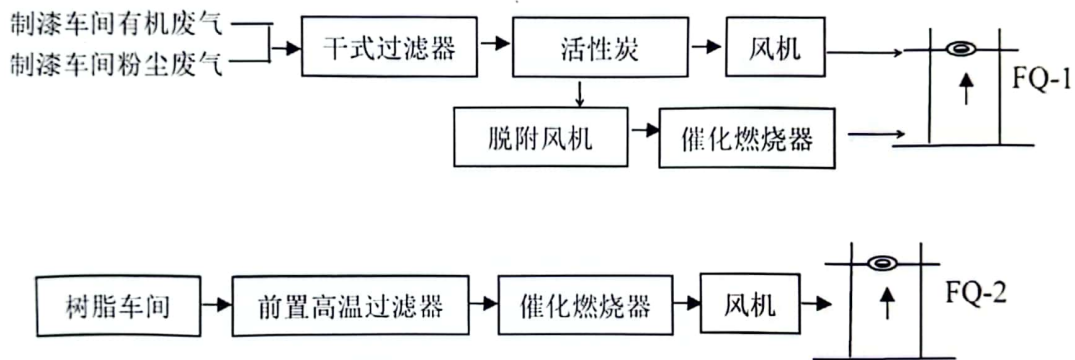 制漆车间有机废气
制漆车间粉尘废气
干式过滤器
活性炭
风机
FQ-1
脱附风机
催化燃烧器
树脂车间
前置高温过滤器
催化燃烧器
风机
FQ-2